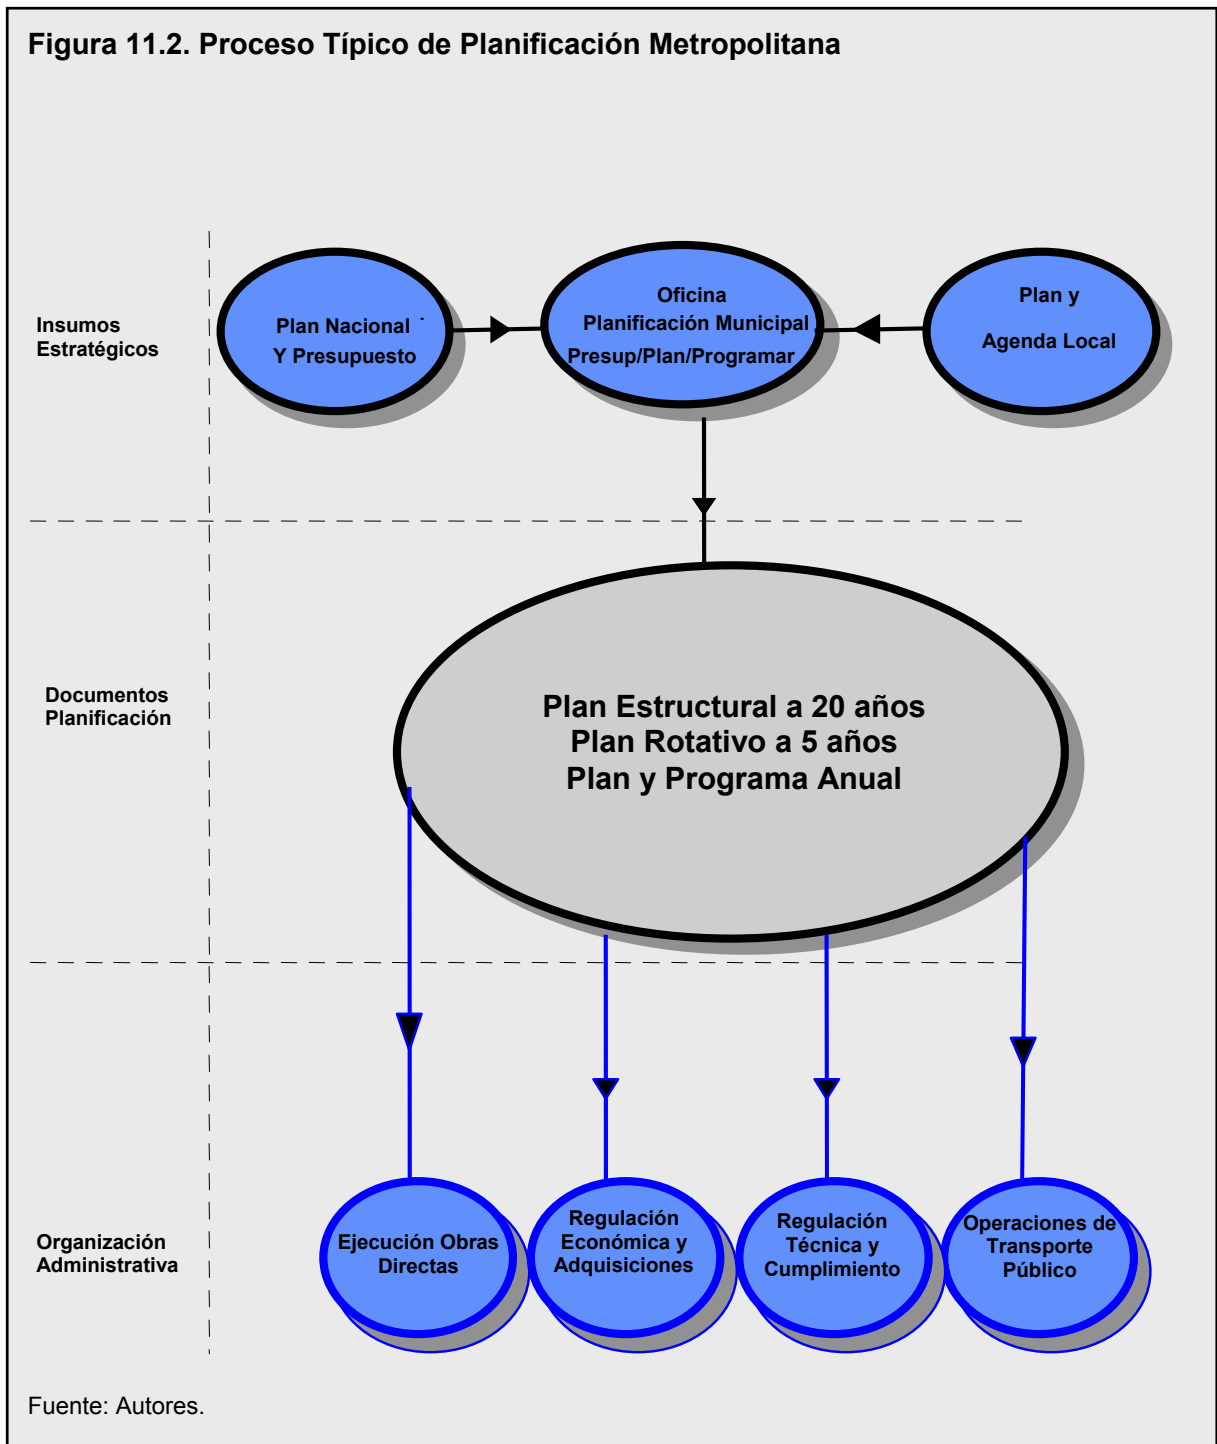 Figura 11.2. Proceso Típico de Planificación Metropolitana
Insumos
Estratégicos
Plan Nacional
Y Presupuesto
Oficina
Planificación Municipal
Presup/Plan/Programar
Plan y
Agenda Local
Documentos
Planificación
Plan Estructural a 20 años
Plan Rotativo a 5 años
Plan y Programa Anual
Organización
Administrativa
Ejecución Obras
Directas
Regulación
Económica y
Adquisiciones
Regulación
Técnica y
Cumplimiento
Operaciones de
Transporte
Público
Fuente: Autores.